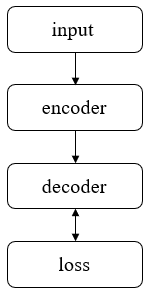 input
encoder
decoder
loss